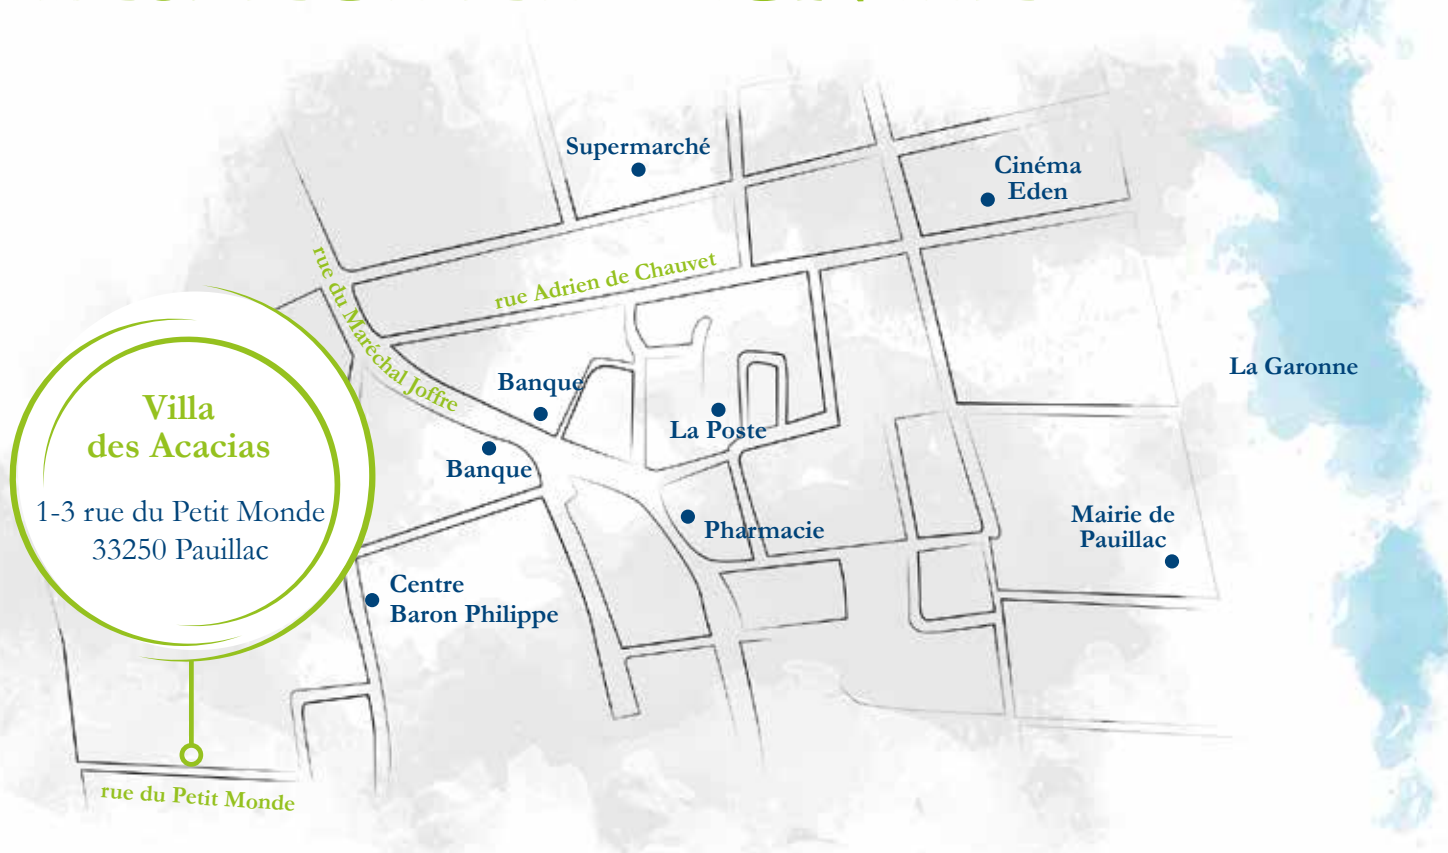 Supermarché
Cinéma
Eden
rue du Maréchal Joffre
rue Adrien de Chauvet
La Garonne
Banque
Villa
des Acacias
La Poste
Banque
1-3 rue du Petit Monde
33250 Pauillac
Pharmacie
Mairie de
Pauillac
Centre
Baron Philippe
rue du Petit Monde